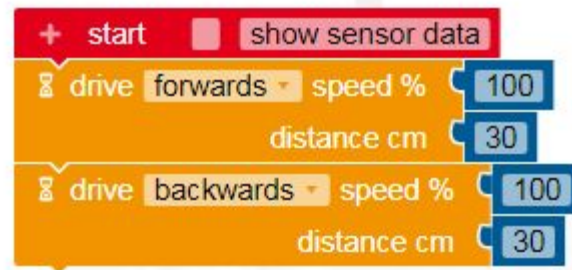 + start show sensor data
drive forwards speed % 100
distance cm 30
drive backwards speed % 100
distance cm 30